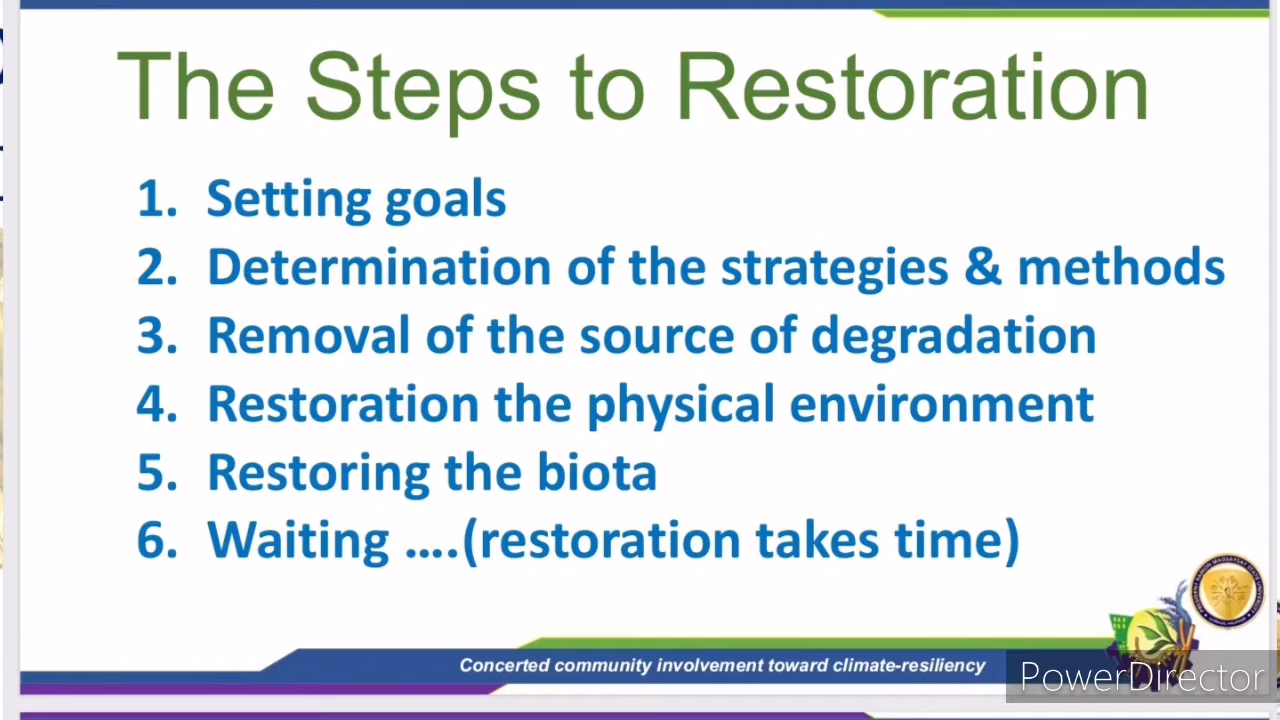 The Steps to Restoration
1. Setting goals
2. Determination of the strategies & methods
3. Removal of the source of degradation
4. Restoration the physical environment
5. Restoring the biota
6. Waiting ….(restoration takes time)
Concerted community involvement toward climate-resiliency
PowerDirector